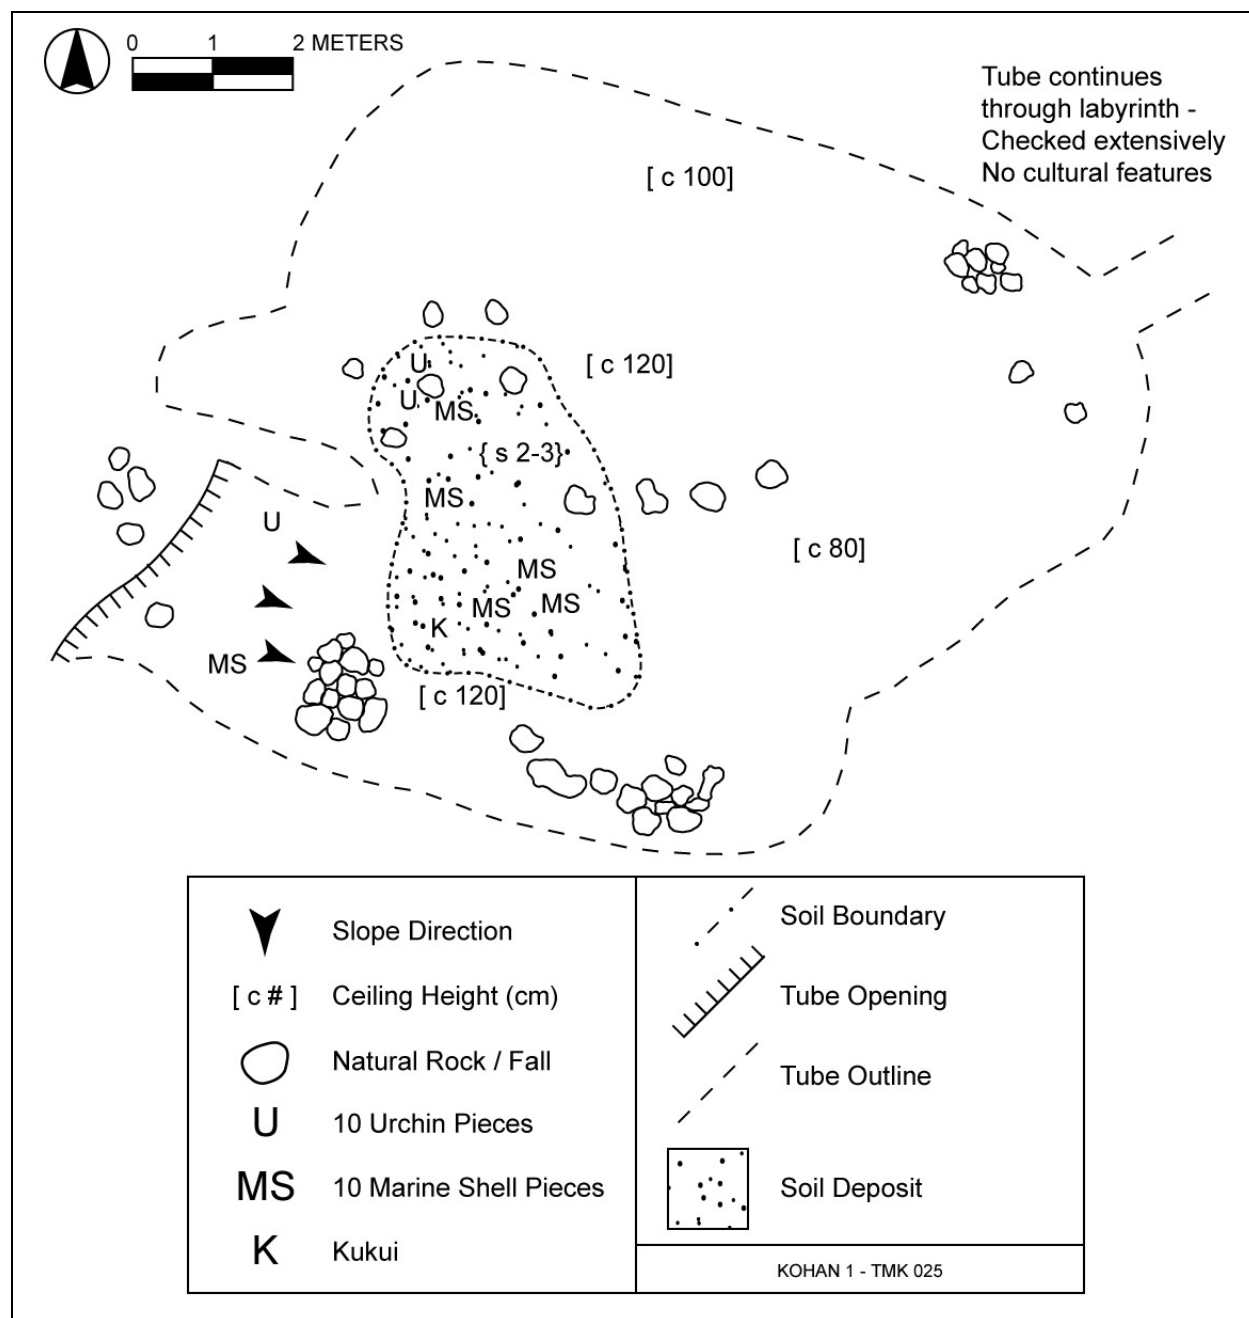 0 1 2 METERS
Tube continues
through labyrinth -
Checked extensively
No cultural features
[ c 100]
[ c 120]
U
U
MS
{ s 2-3}
MS
U
[ c 80]
MS
MS
MS
K
MS
[ c 120]
Slope Direction
[ c # ] Ceiling Height (cm)
Natural Rock / Fall
U 10 Urchin Pieces
MS 10 Marine Shell Pieces
K Kukui
Soil Boundary
Tube Opening
Tube Outline
Soil Deposit
KOHAN 1 - TMK 025